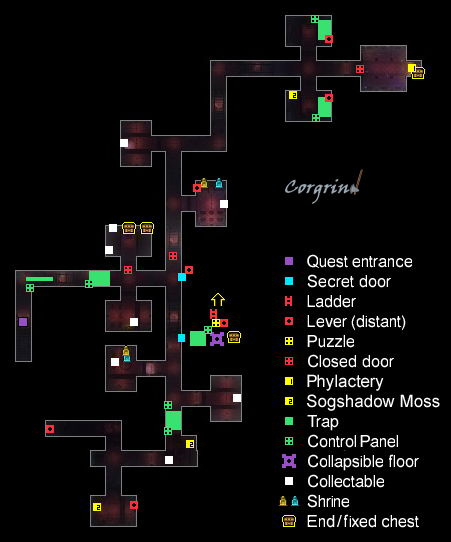 Corgrin
Quest entrance
Secret door
Ladder
Lever (distant)
Puzzle
Closed door
Phylactery
Sogshadow Moss
Trap
Control Panel
Collapsible floor
Collectable
Shrine
End/fixed chest